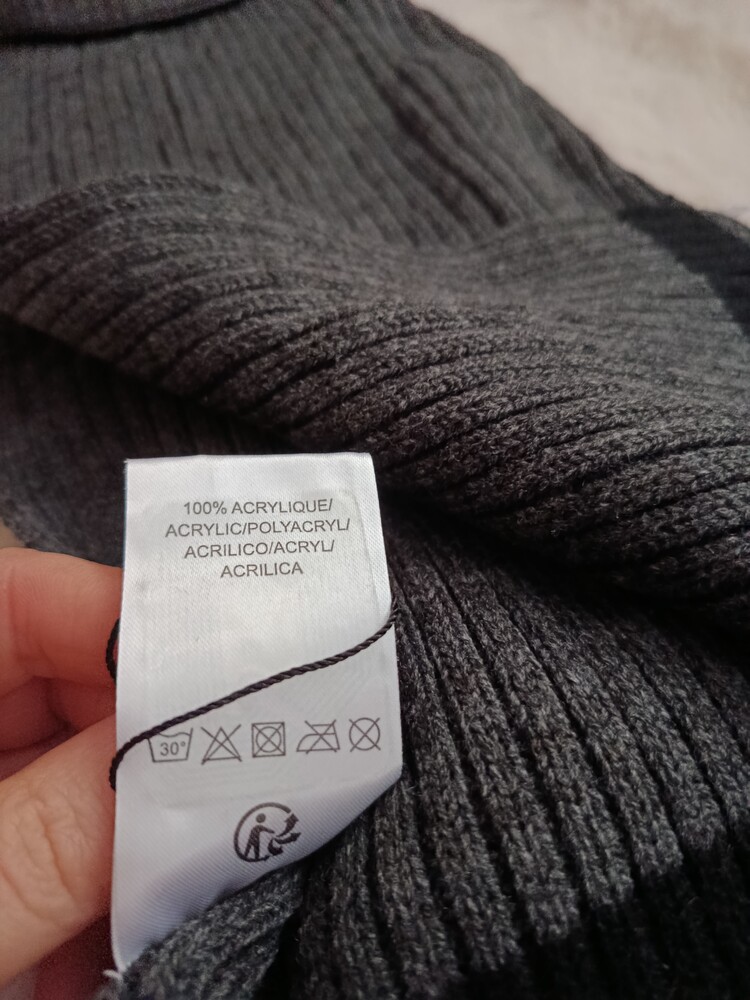 100% ACRYLIQUE/
ACRYLIC/POLYACRYL/
ACRILICO/ACRYL/
ACRILICA
30°